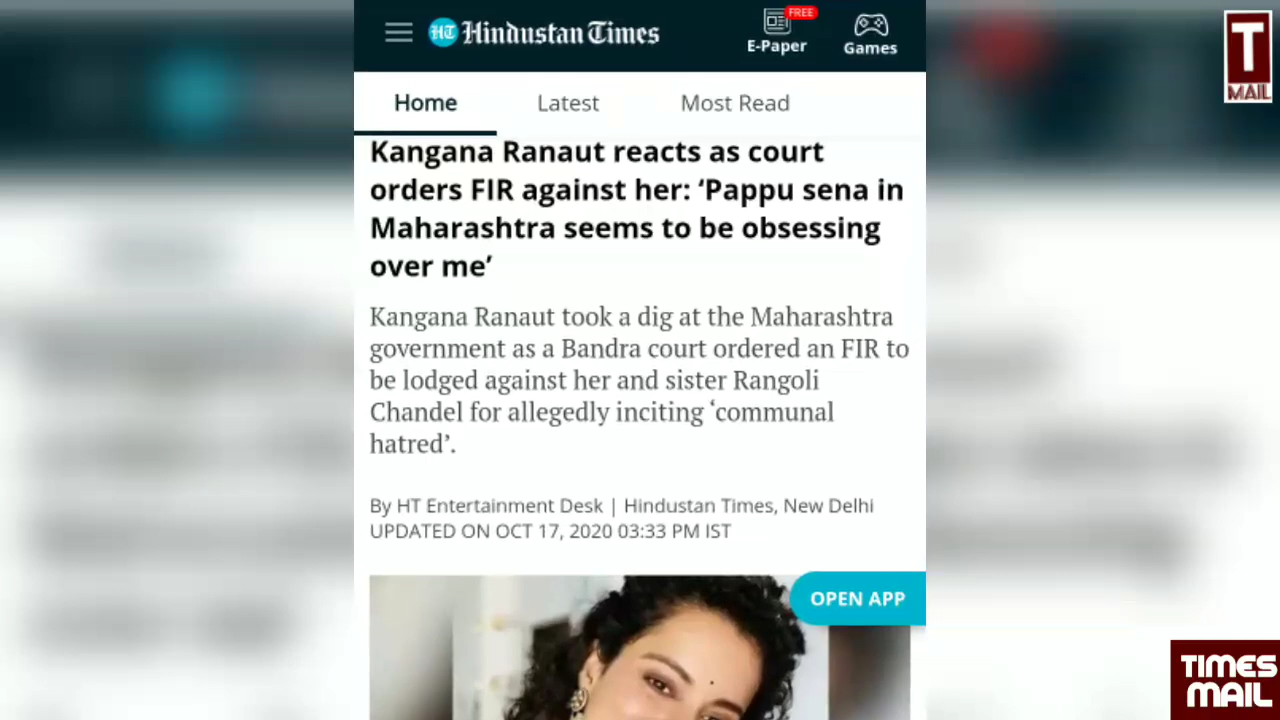 HT Hindustan Times
FREE
E-Paper
Games
T
MAIL
Home
Latest
Most Read
Kangana Ranaut reacts as court
orders FIR against her: ‘Pappu sena in
Maharashtra seems to be obsessing
over me’
Kangana Ranaut took a dig at the Maharashtra
government as a Bandra court ordered an FIR to
be lodged against her and sister Rangoli
Chandel for allegedly inciting ‘communal
hatred’.
By HT Entertainment Desk | Hindustan Times, New Delhi
UPDATED ON OCT 17, 2020 03:33 PM IST
OPEN APP
TIMES
MAIL